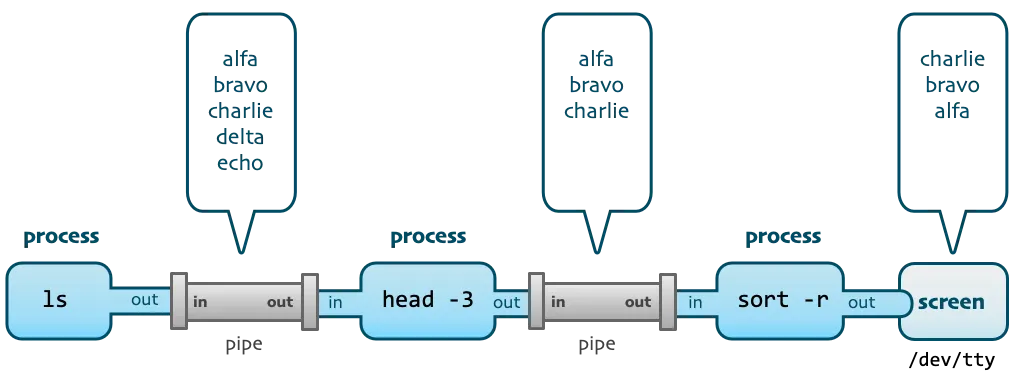 alfa
bravo
charlie
delta
echo
alfa
bravo
charlie
charlie
bravo
alfa
process
process
process
ls
out
in
out
in
head -3
out
in
out
in
sort -r
out
screen
pipe
pipe
/dev/tty